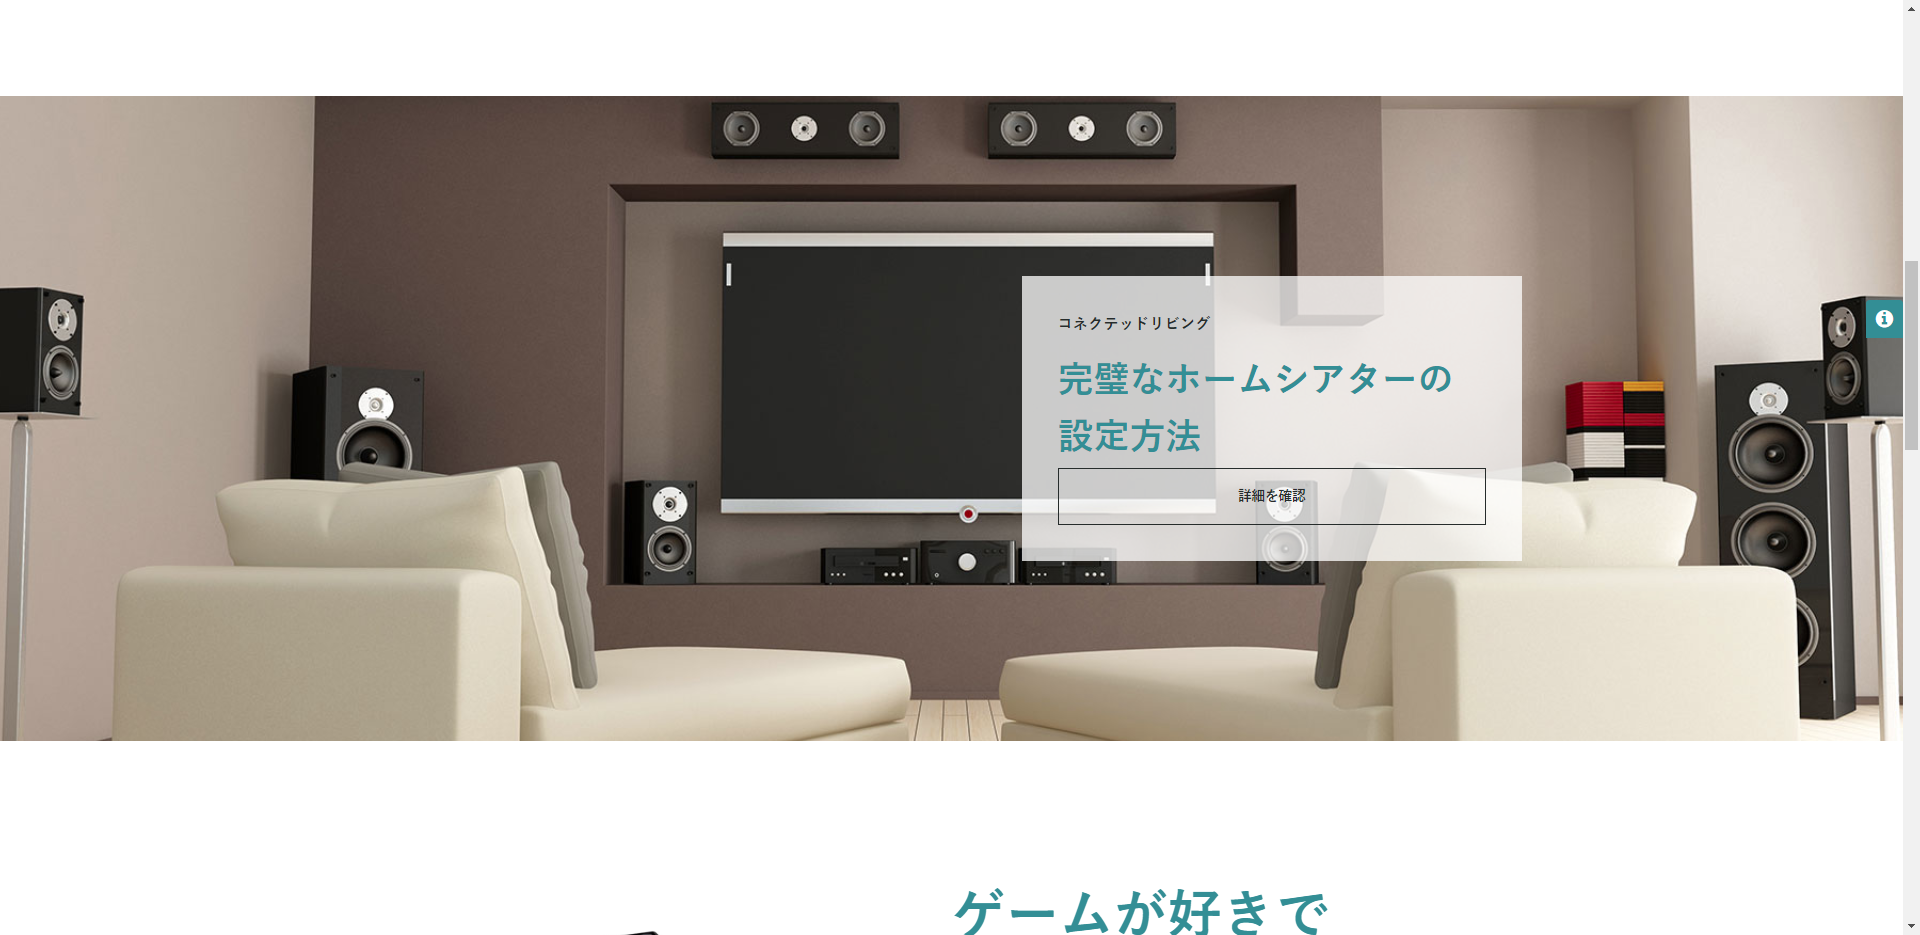 コネクテッドリビング
完璧なホームシアターの
設定方法
詳細を確認
ゲームが好きで